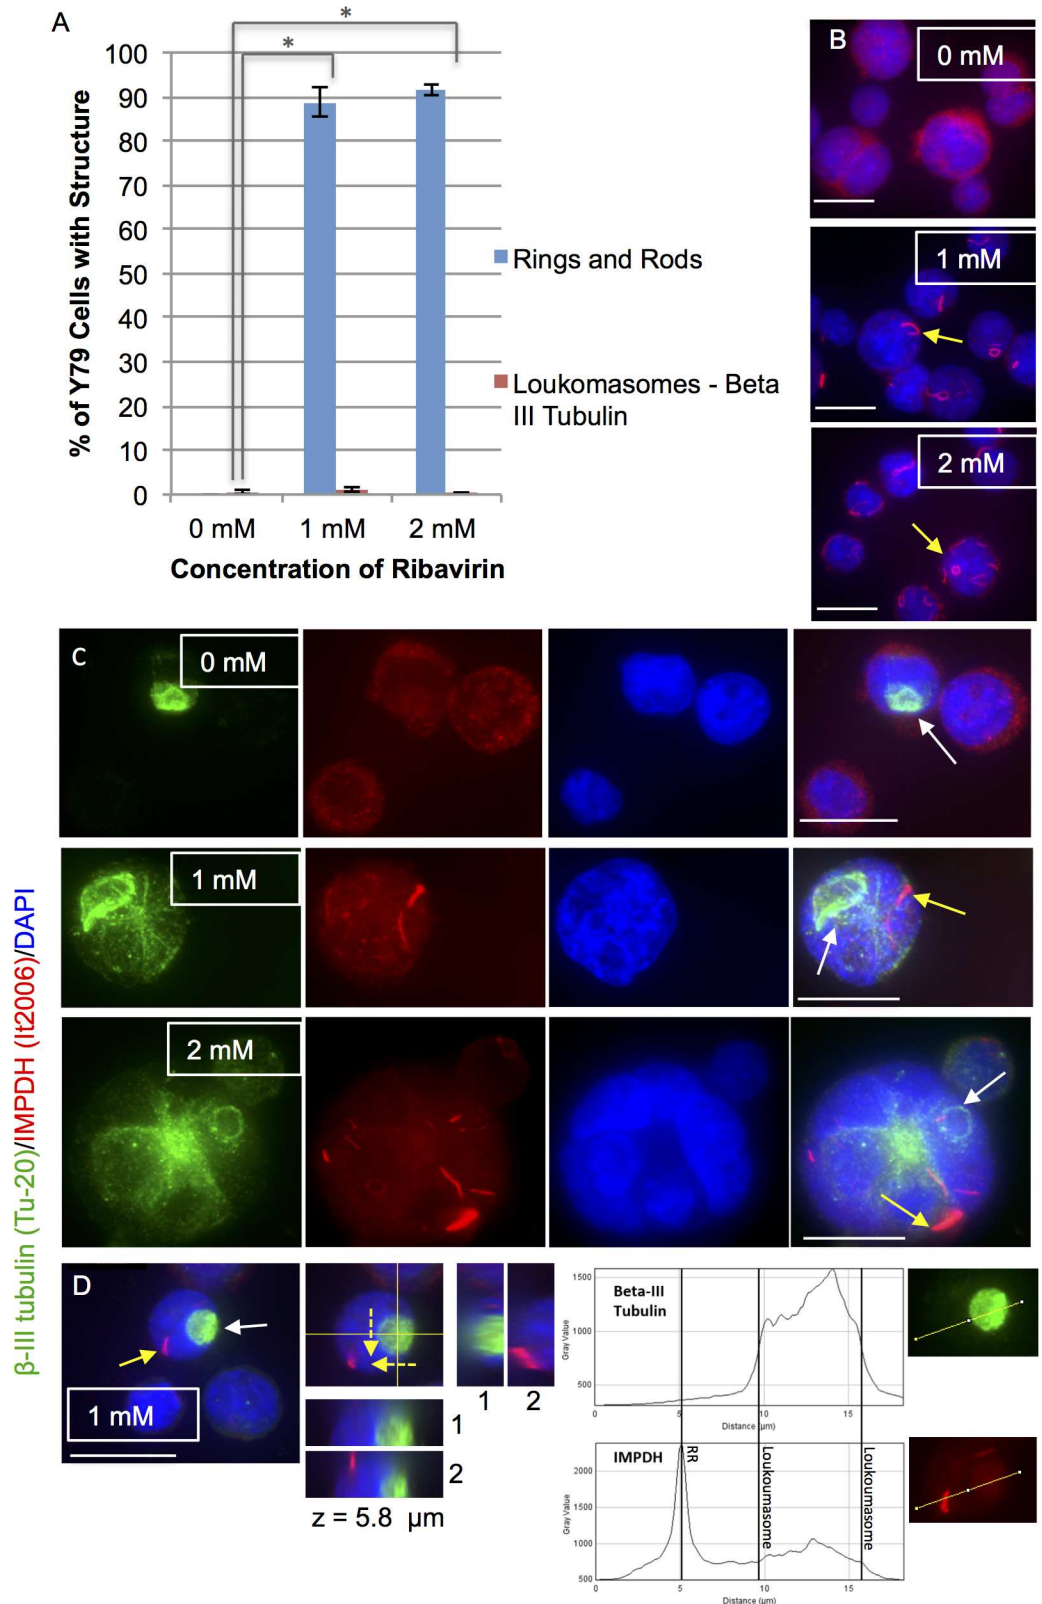 A
*
*
100
90
80
70
60
50
40
30
20
10
0
% of Y79 Cells with Structure
0 mM
1 mM
2 mM
Concentration of Ribavirin
Rings and Rods
Loukomasomes - Beta
III Tubulin
B
0 mM
1 mM
2 mM
β-III tubulin (Tu-20)/IMPDH (It2006)/DAPI
C
0 mM
1 mM
2 mM
D
1 mM
1
2
1
2
z = 5.8 µm
Beta-III
Tubulin
Gray Value
1500
1000
500
0
5
10
15
Distance (µm)
IMPDH
RR
Loukoumasome
Loukoumasome
Gray Value
2000
1500
1000
500
0
5
10
15
Distance (µm)